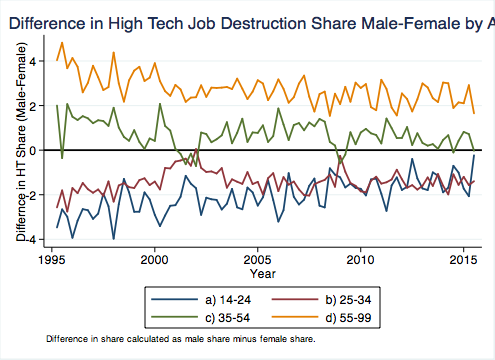 Difference in High Tech Job Destruction Share Male-Female by A
Differnce in HT Share (Male-Female)
4
2
0
-2
-4
1995 2000 2005 2010 2015
Year
a) 14-24 b) 25-34
c) 35-54 d) 55-99
Difference in share calculated as male share minus female share.